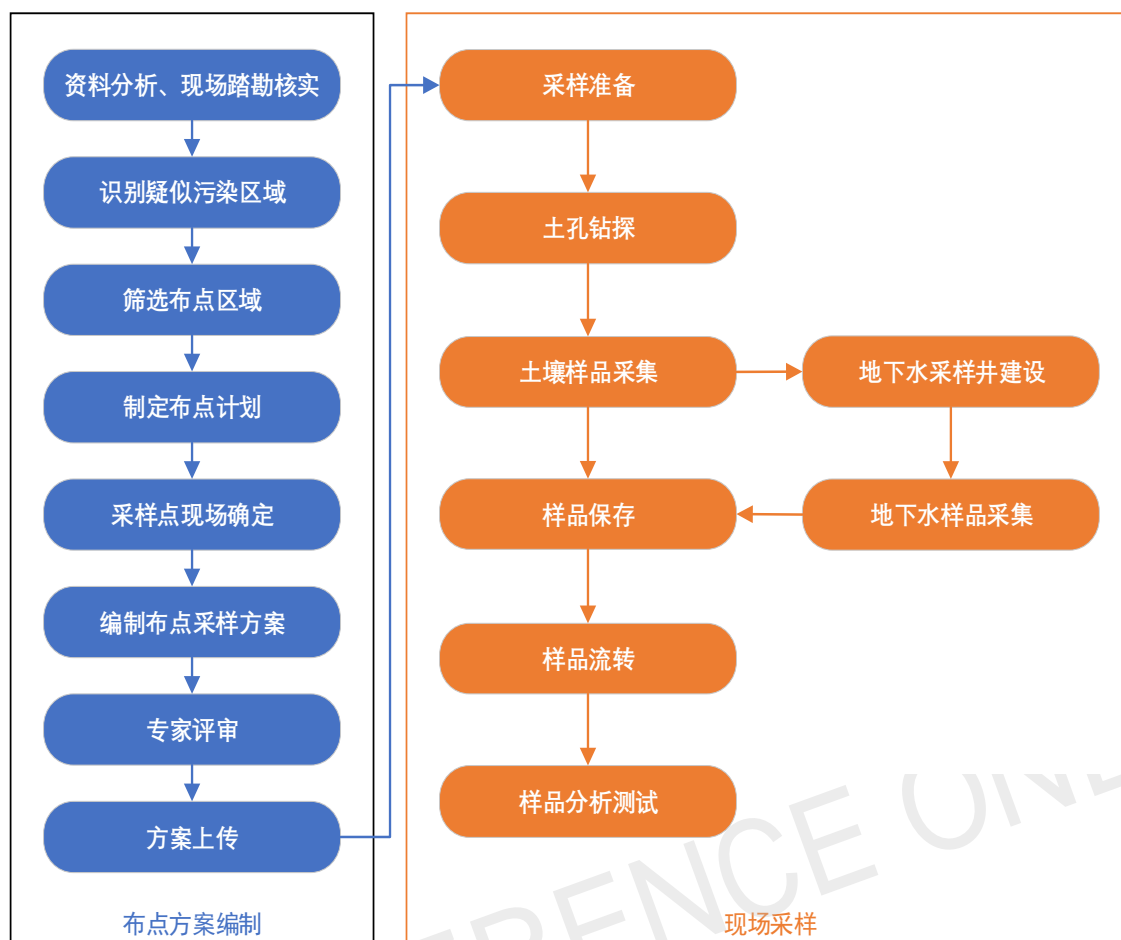 资料分析、现场踏勘核实
识别疑似污染区域
筛选布点区域
制定布点计划
采样点现场确定
编制布点采样方案
专家评审
方案上传
布点方案编制
采样准备
土孔钻探
土壤样品采集
地下水采样井建设
样品保存
地下水样品采集
样品流转
样品分析测试
现场采样